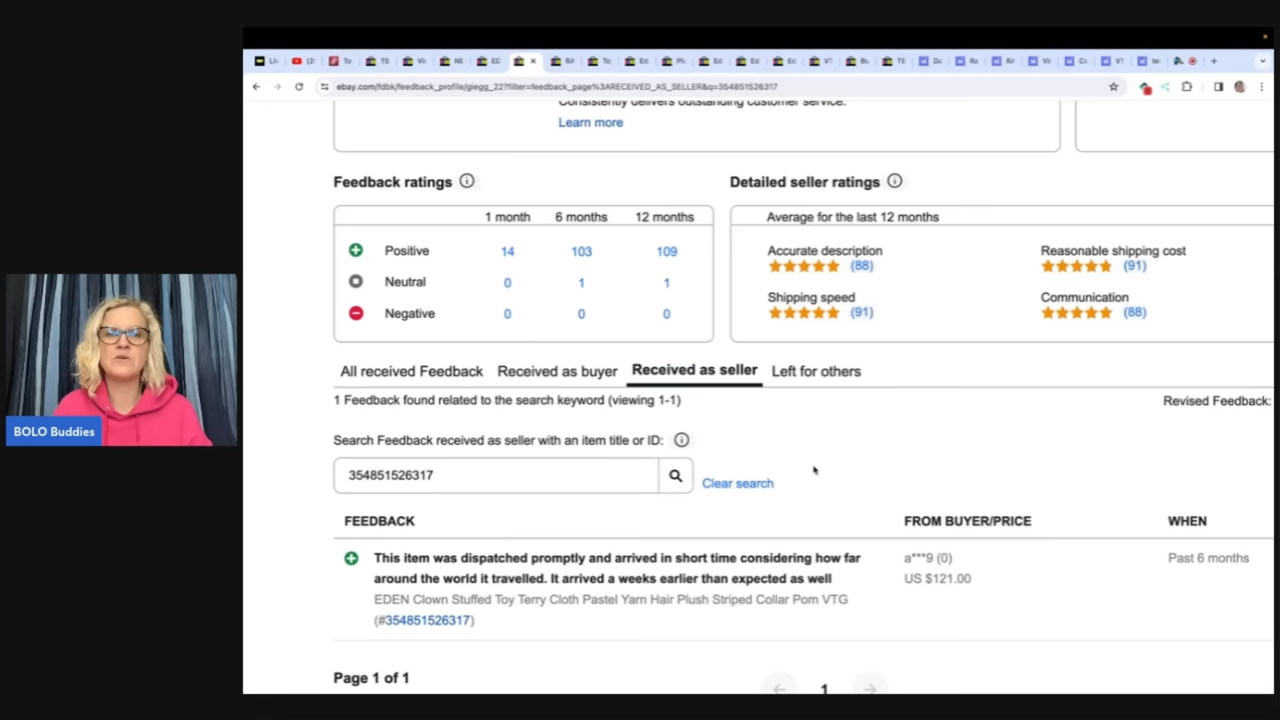 ebay.com/fdbk/feedback_profile/giegg_22?filter=feedback_page%3ARECEIVED_AS_SELLER&q=354851526317
Consistently delivers outstanding customer service.
Learn more
Feedback ratings
Detailed seller ratings
1 month 6 months 12 months
Average for the last 12 months
Positive 14 103 109
Accurate description Reasonable shipping cost
(88) (91)
Neutral 0 1 1
Shipping speed Communication
(91) (88)
Negative 0 0 0
All received Feedback Received as buyer Received as seller Left for others
1 Feedback found related to the search keyword (viewing 1-1)
Revised Feedback:
Search Feedback received as seller with an item title or ID:
354851526317
Clear search
FEEDBACK FROM BUYER/PRICE WHEN
This item was dispatched promptly and arrived in short time considering how far
around the world it travelled. It arrived a weeks earlier than expected as well
a***9 (0)
Past 6 months
US $121.00
EDEN Clown Stuffed Toy Terry Cloth Pastel Yarn Hair Plush Striped Collar Pom VTG
(#354851526317)
Page 1 of 1
1
BOLO Buddies